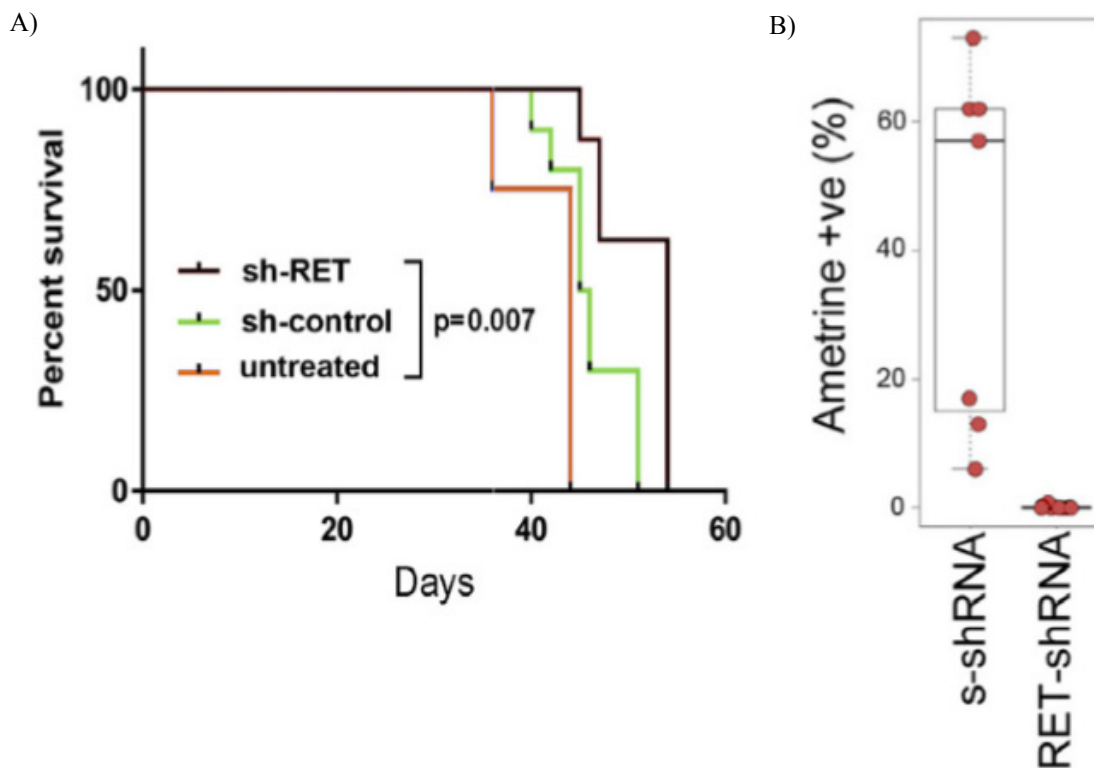 A)
Percent survival
100
50
0
sh-RET
sh-control
untreated
p=0.007
0
20
40
60
Days
B)
Ametrine +ve (%)
60
40
20
0
s-shRNA
RET-shRNA